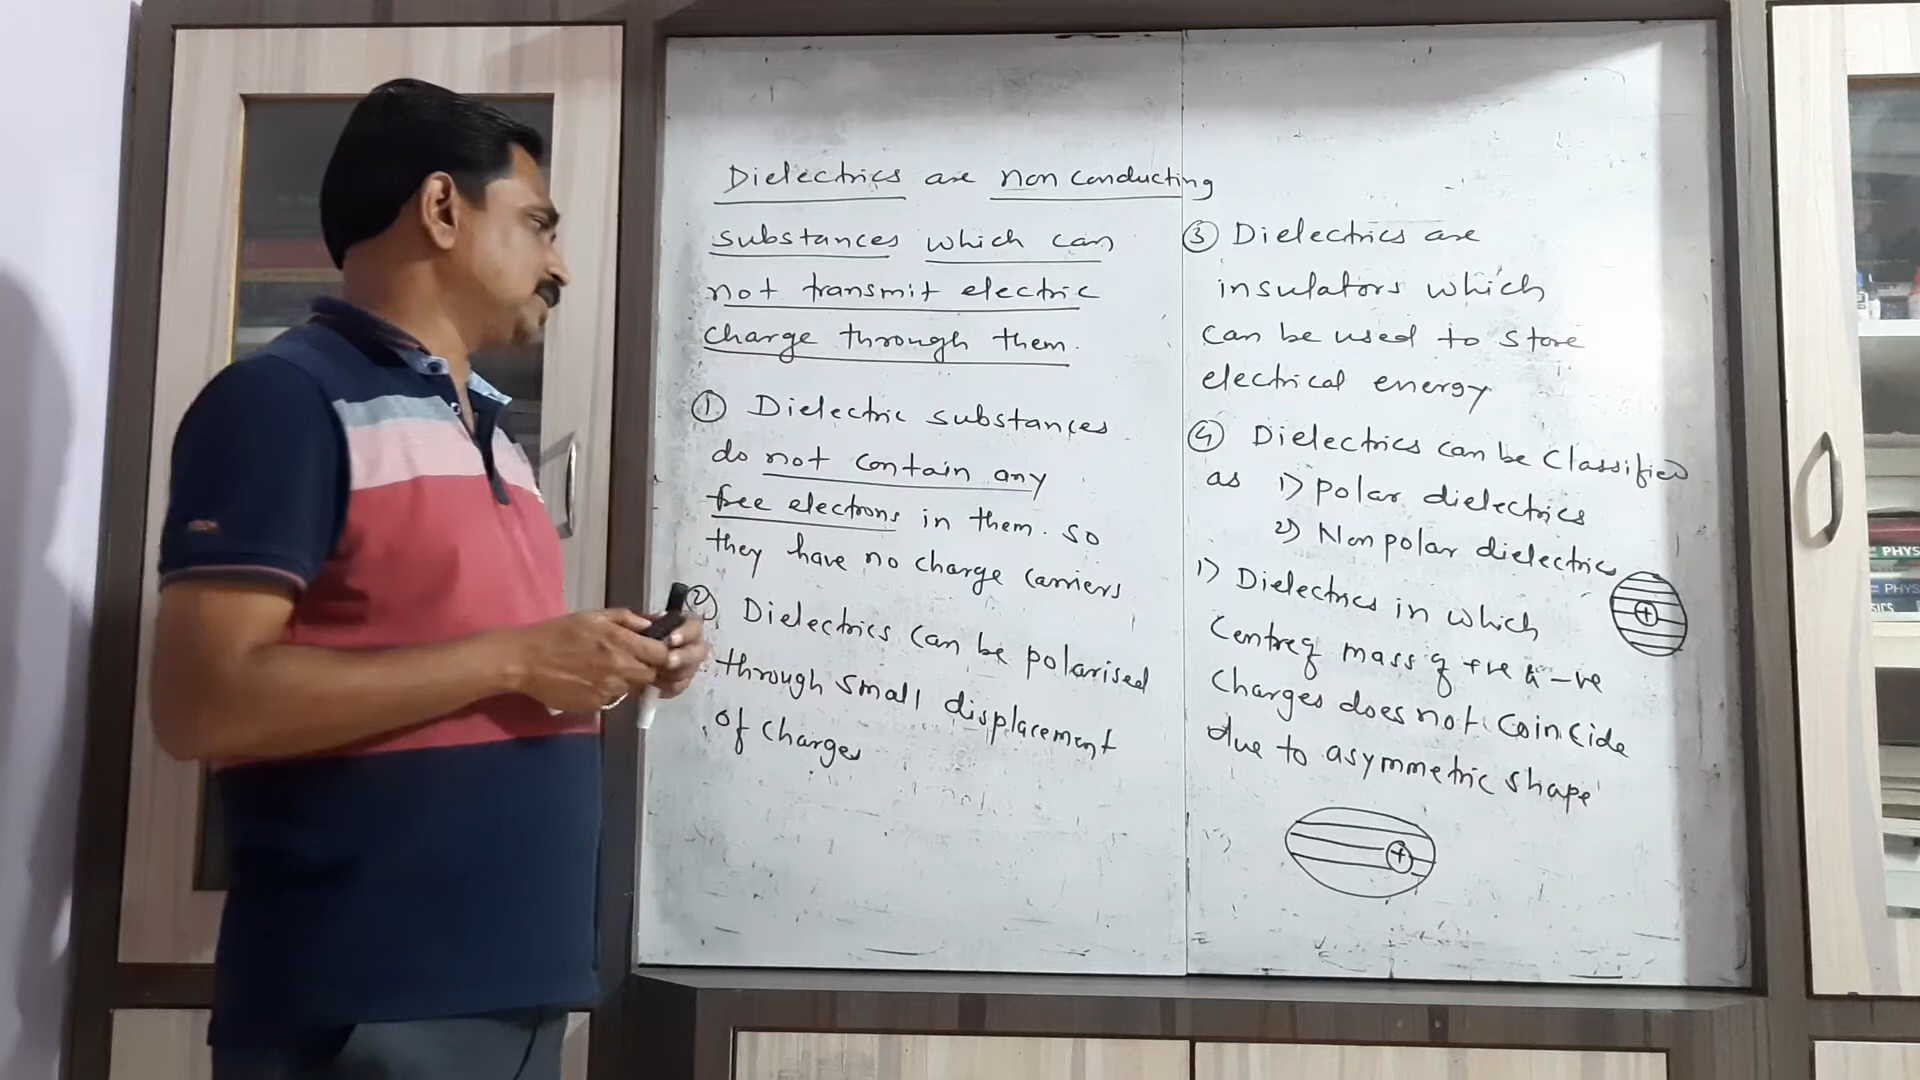 Dielectrics are non conducting
substances which can
not transmit electric
charge through them.
① Dielectric substances
do not contain any
free electrons in them. so
they have no charge carriers
② Dielectrics can be polarised
through small displacement
of charges
③ Dielectrics are
insulators which
can be used to store
electrical energy
④ Dielectrics can be classified
as 1) polar dielectrics
2) Non polar dielectrics
1) Dielectrics in which
Centre of mass of +ve & -ve
charges does not coincide
due to asymmetric shape
+
+
PHYS
PHYS
SICS